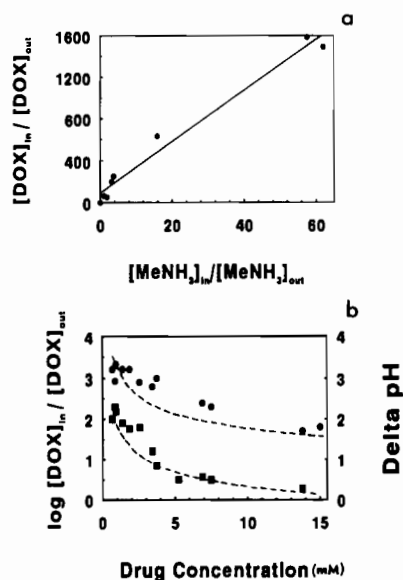 a
1600
1200
600
400
0
0 20 40 60
[DOX]in / [DOX]out
[MeNH3]in/[MeNH3]out
b
4
3
2
1
0
4
3
2
1
0
0 5 10 15
log [DOX]in / [DOX]out
Delta pH
Drug Concentration (mM)